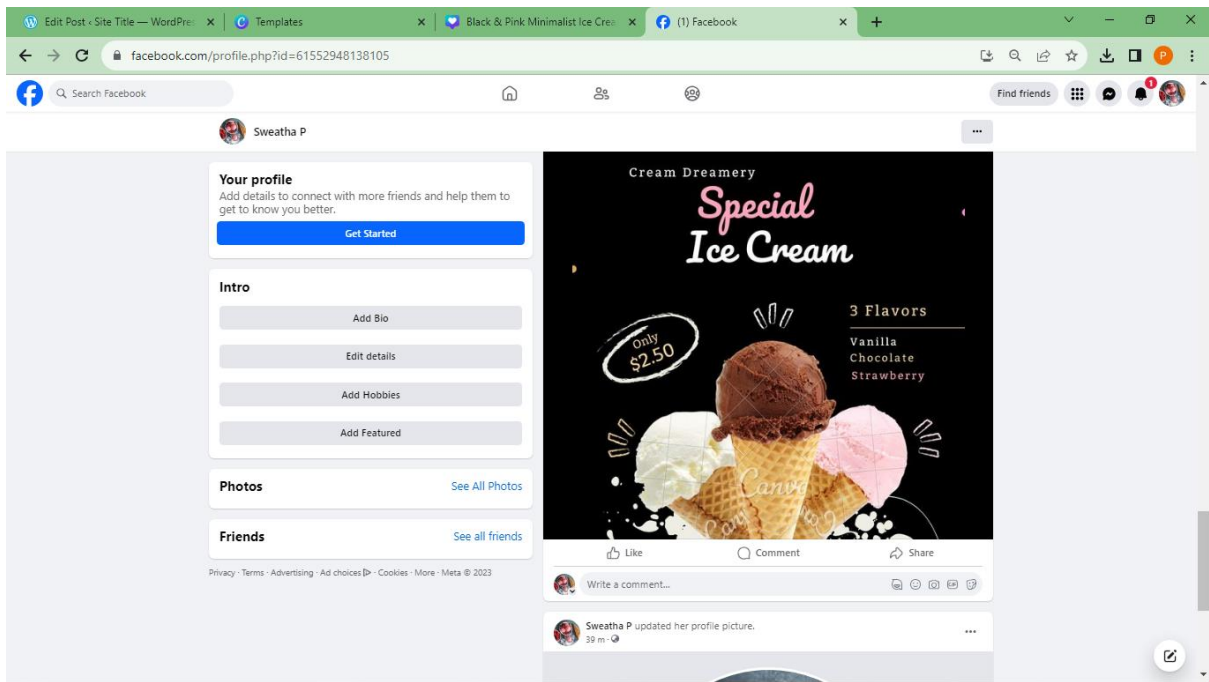 Edit Post ‹ Site Title — WordPres
Templates
Black & Pink Minimalist Ice Crea
(1) Facebook
facebook.com/profile.php?id=61552948138105
P
Search Facebook
Find friends
1
Sweatha P
Your profile
Add details to connect with more friends and help them to
get to know you better.
Get Started
Intro
Add Bio
Edit details
Add Hobbies
Add Featured
Photos
See All Photos
Friends
See all friends
Privacy · Terms · Advertising · Ad choices · Cookies · More · Meta © 2023
Cream Dreamery
Special
Ice Cream
3 Flavors
Only
$2.50
Vanilla
Chocolate
Strawberry
Canva
Like
Comment
Share
Write a comment...
GIF
Sweatha P updated her profile picture.
39 m ·